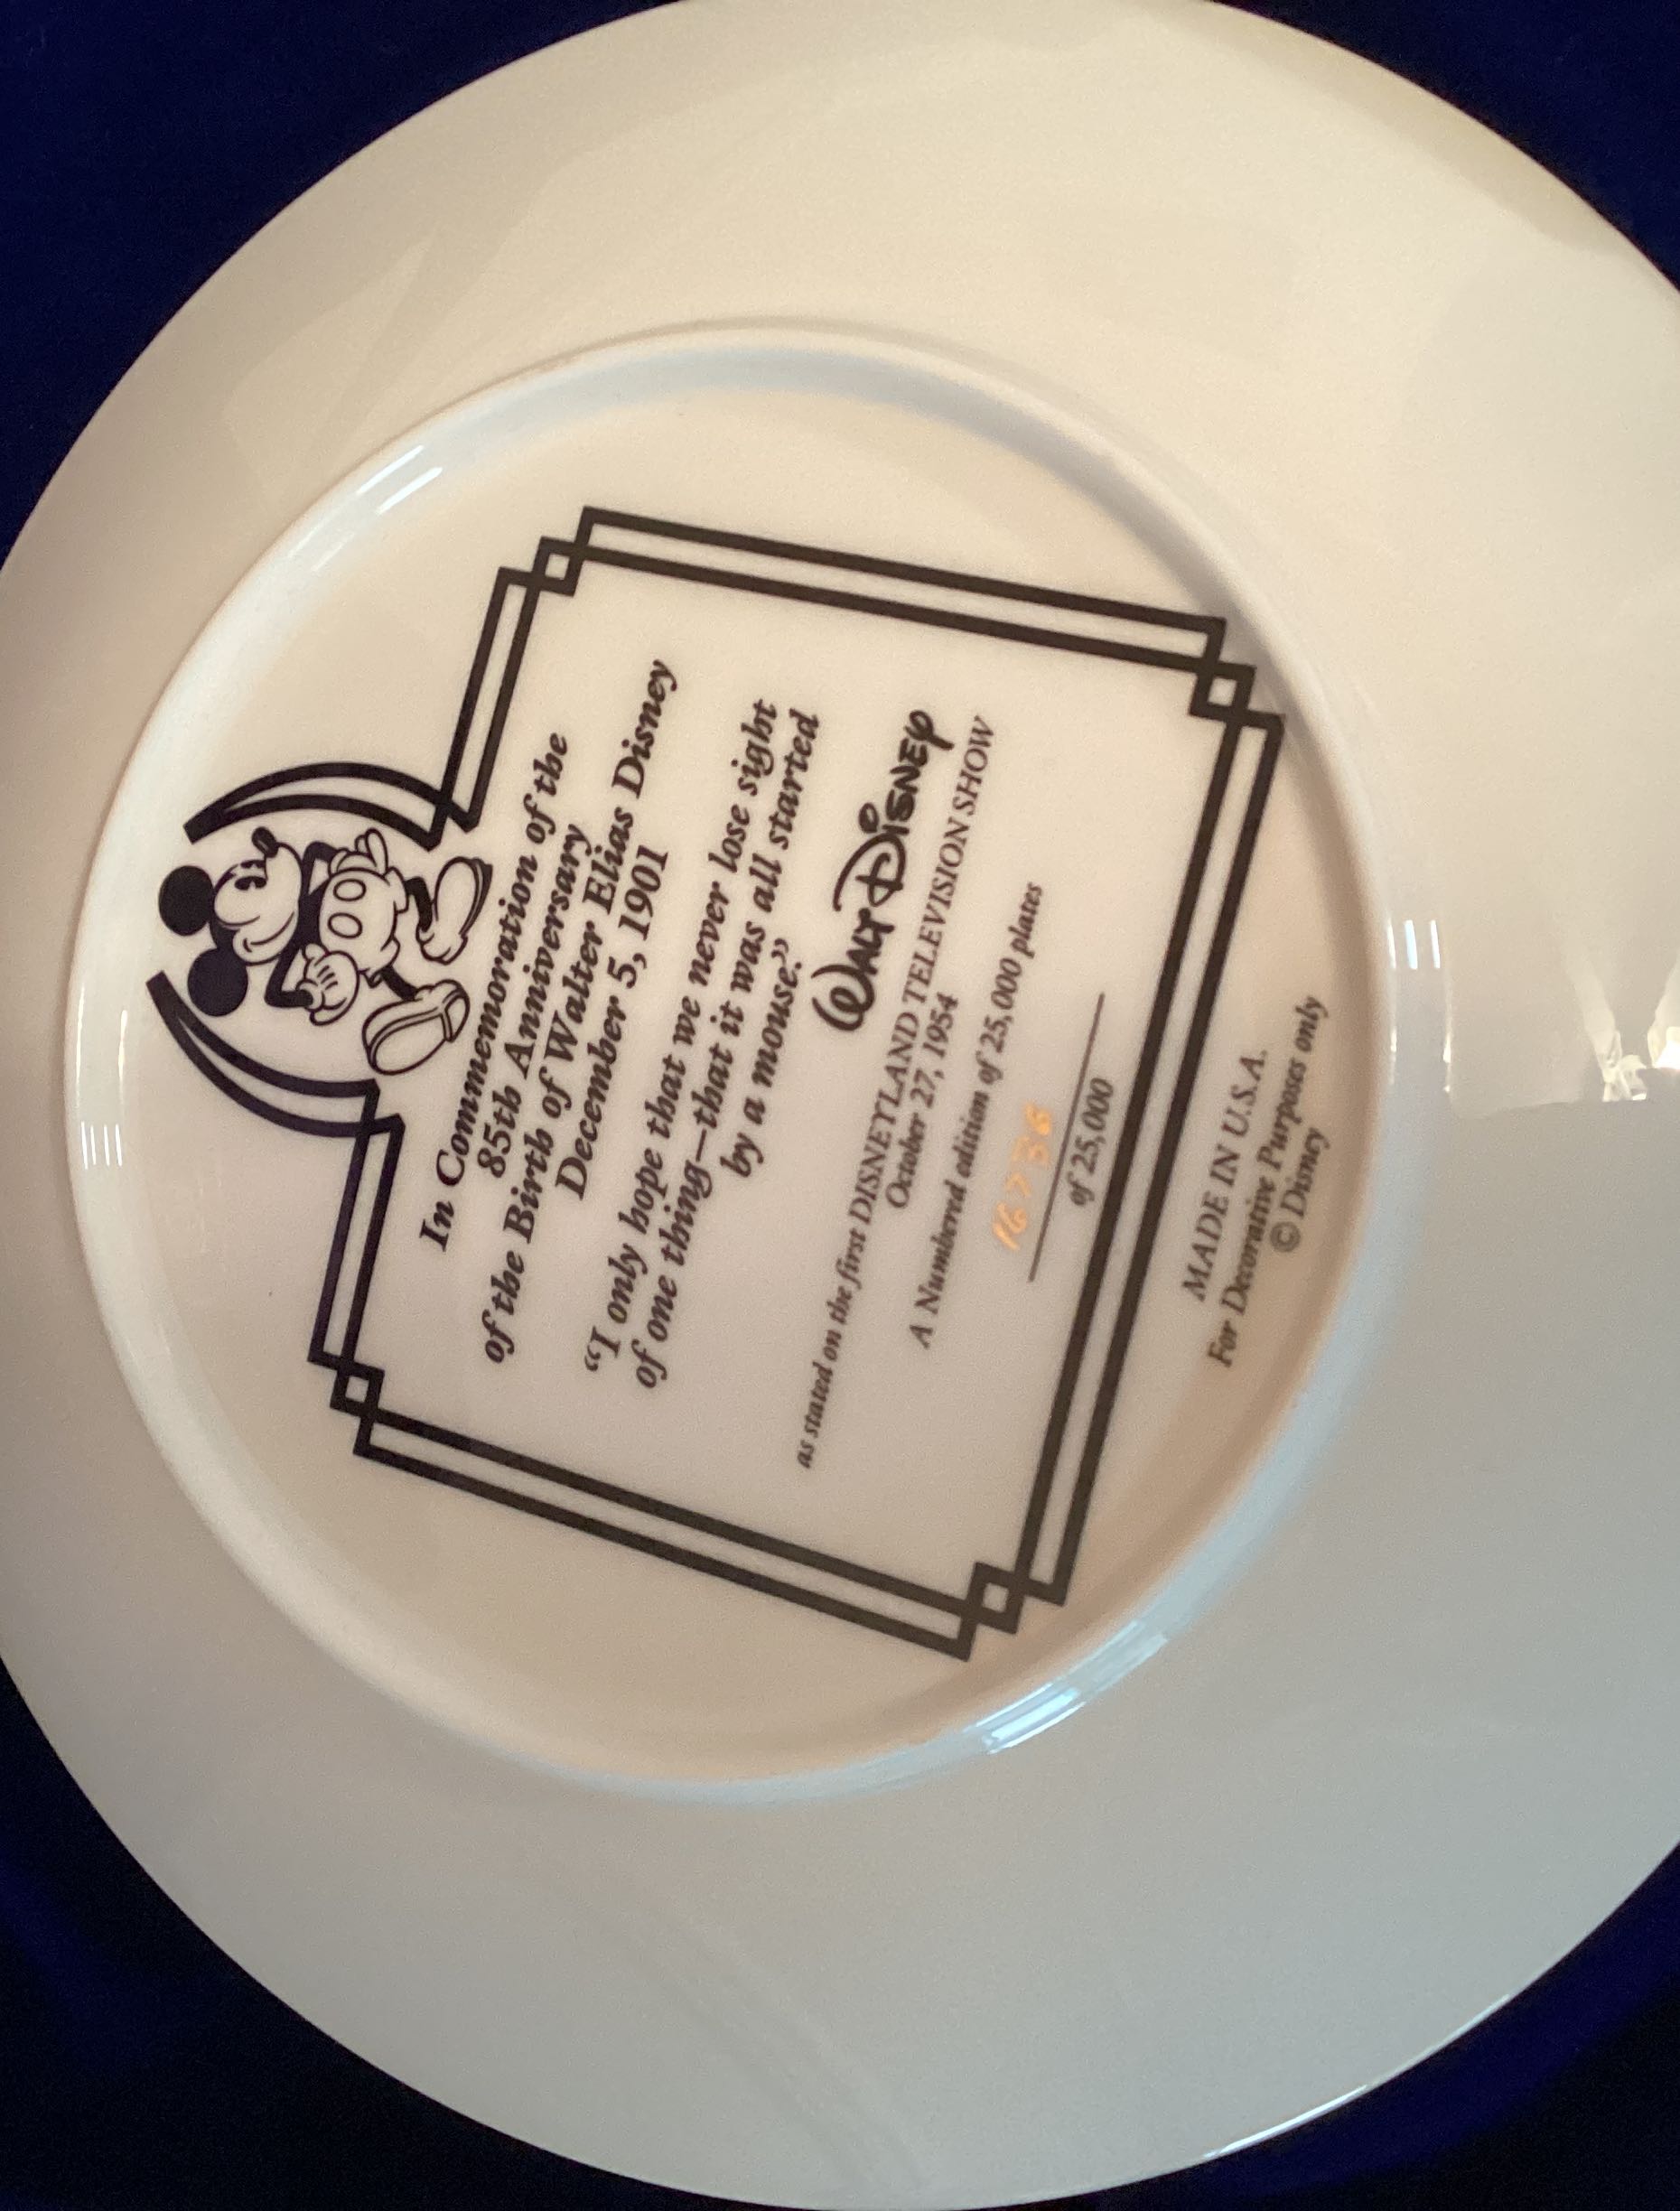 In Commemoration of the
85th Anniversary
of the Birth of Walter Elias Disney
December 5, 1901
“I only hope that we never lose sight
of one thing—that it was all started
by a mouse.”
WALT DISNEY
as stated on the first DISNEYLAND TELEVISION SHOW
October 27, 1954
A Numbered edition of 25,000 plates
of 25,000
MADE IN U.S.A.
For Decorative Purposes only
© Disney